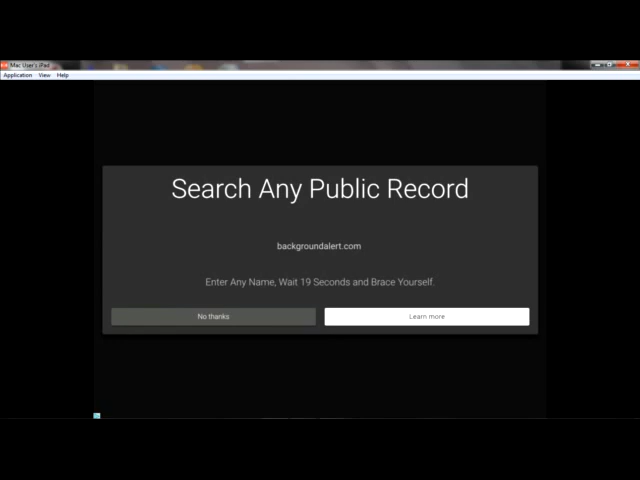 Mac User's iPad
Application View Help
Search Any Public Record
backgroundalert.com
Enter Any Name, Wait 19 Seconds and Brace Yourself.
No thanks
Learn more